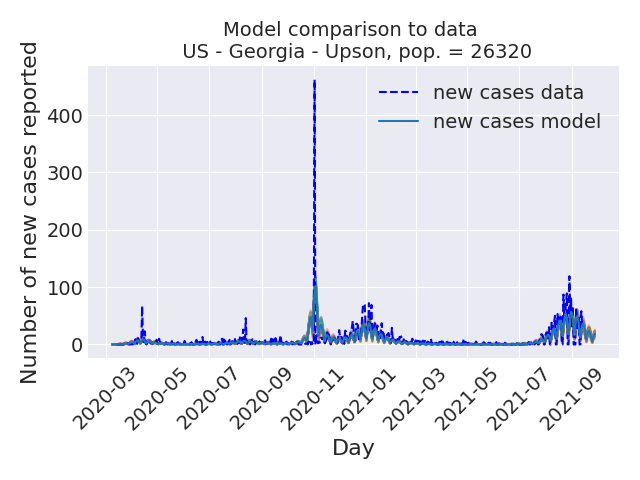 Model comparison to data
US - Georgia - Upson, pop. = 26320
new cases data
new cases model
Number of new cases reported
400
300
200
100
0
2020-03
2020-05
2020-07
2020-09
2020-11
2021-01
2021-03
2021-05
2021-07
2021-09
Day